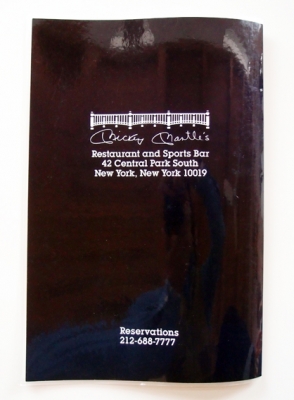 Mickey Mantle's
Restaurant and Sports Bar
42 Central Park South
New York, New York 10019
Reservations
212-688-7777